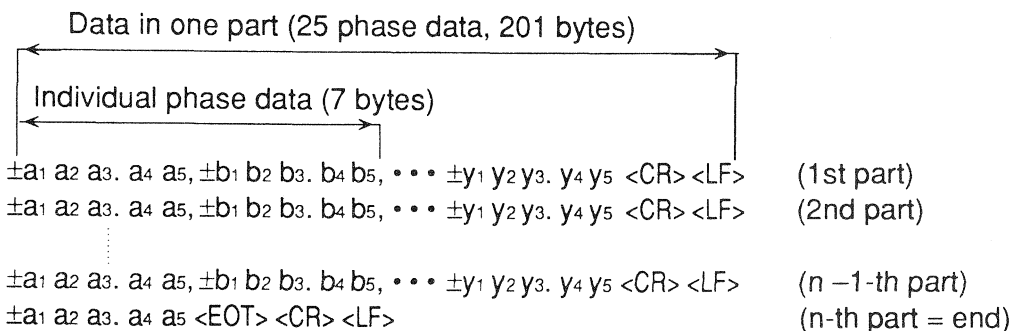 Data in one part (25 phase data, 201 bytes)
Individual phase data (7 bytes)
±a1 a2 a3. a4 a5, ±b1 b2 b3. b4 b5, • • • ±y1 y2 y3. y4 y5 <CR> <LF> (1st part)
±a1 a2 a3. a4 a5, ±b1 b2 b3. b4 b5, • • • ±y1 y2 y3. y4 y5 <CR> <LF> (2nd part)
±a1 a2 a3. a4 a5, ±b1 b2 b3. b4 b5, • • • ±y1 y2 y3. y4 y5 <CR> <LF> (n –1-th part)
±a1 a2 a3. a4 a5 <EOT> <CR> <LF> (n-th part = end)